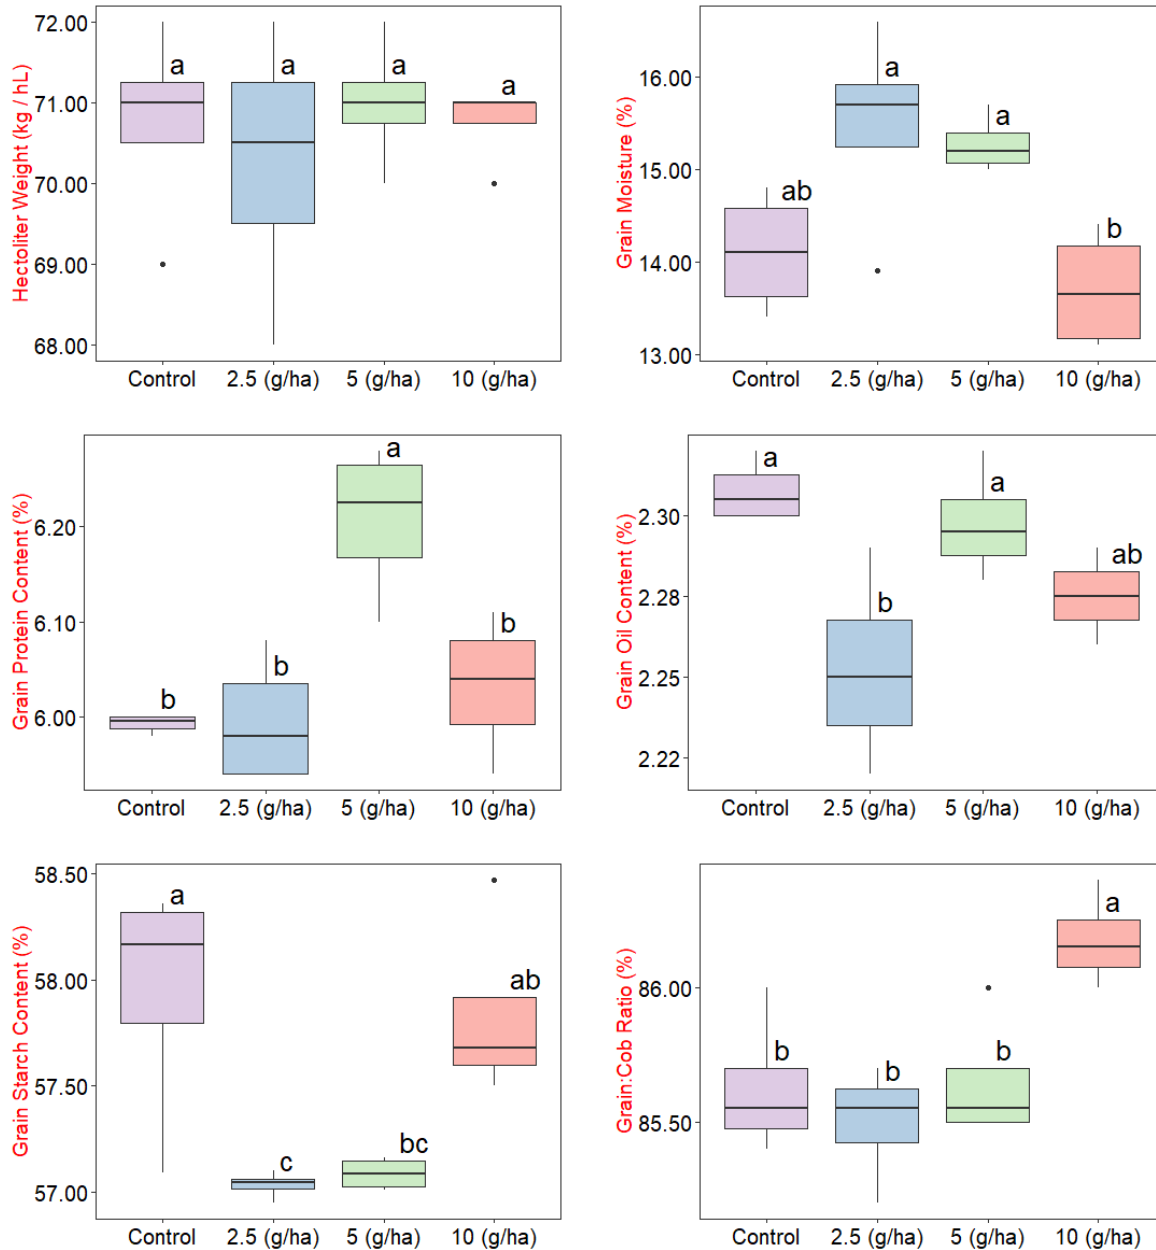 Hectoliter Weight (kg / hL)
72.00
71.00
70.00
69.00
68.00
a a a a
Control 2.5 (g/ha) 5 (g/ha) 10 (g/ha)
Grain Moisture (%)
16.00
15.00
14.00
13.00
ab a a b
Control 2.5 (g/ha) 5 (g/ha) 10 (g/ha)
Grain Protein Content (%)
6.20
6.10
6.00
b b a b
Control 2.5 (g/ha) 5 (g/ha) 10 (g/ha)
Grain Oil Content (%)
2.30
2.28
2.25
2.22
a b a ab
Control 2.5 (g/ha) 5 (g/ha) 10 (g/ha)
Grain Starch Content (%)
58.50
58.00
57.50
57.00
a c bc ab
Control 2.5 (g/ha) 5 (g/ha) 10 (g/ha)
Grain:Cob Ratio (%)
86.00
85.50
b b b a
Control 2.5 (g/ha) 5 (g/ha) 10 (g/ha)